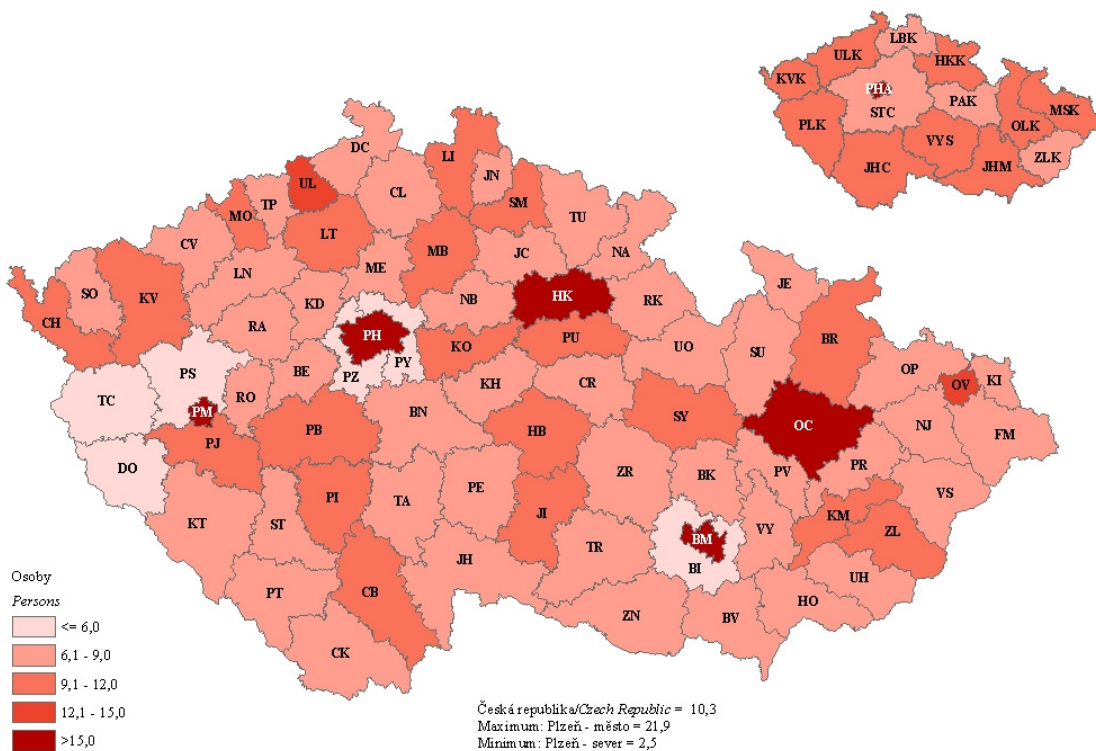 LBK
ULK
HKK
KVK
PHA
PAK
MSK
STC
OLK
PLK
VYS
ZLK
JHC
JHM
DC
LI
JN
UL
CL
TP
SM
MO
TU
LT
CV
MB
JC
NA
ME
LN
JE
SO
KV
KD
NB
HK
RK
CH
RA
PH
PU
BR
KO
UO
SU
PS
BE
PZ
PY
OP
OV
KI
TC
RO
KH
CR
PM
BN
SY
OC
NJ
FM
PJ
PB
HB
DO
PR
ZR
BK
PV
PE
VS
PI
TA
KT
ST
JI
KM
VY
ZL
BM
TR
JH
BI
UH
PT
CB
HO
ZN
BV
CK
Osoby
Persons
<= 6,0
6,1 - 9,0
9,1 - 12,0
12,1 - 15,0
>15,0
Česká republika/Czech Republic = 10,3
Maximum: Plzeň - město = 21,9
Minimum: Plzeň - sever = 2,5